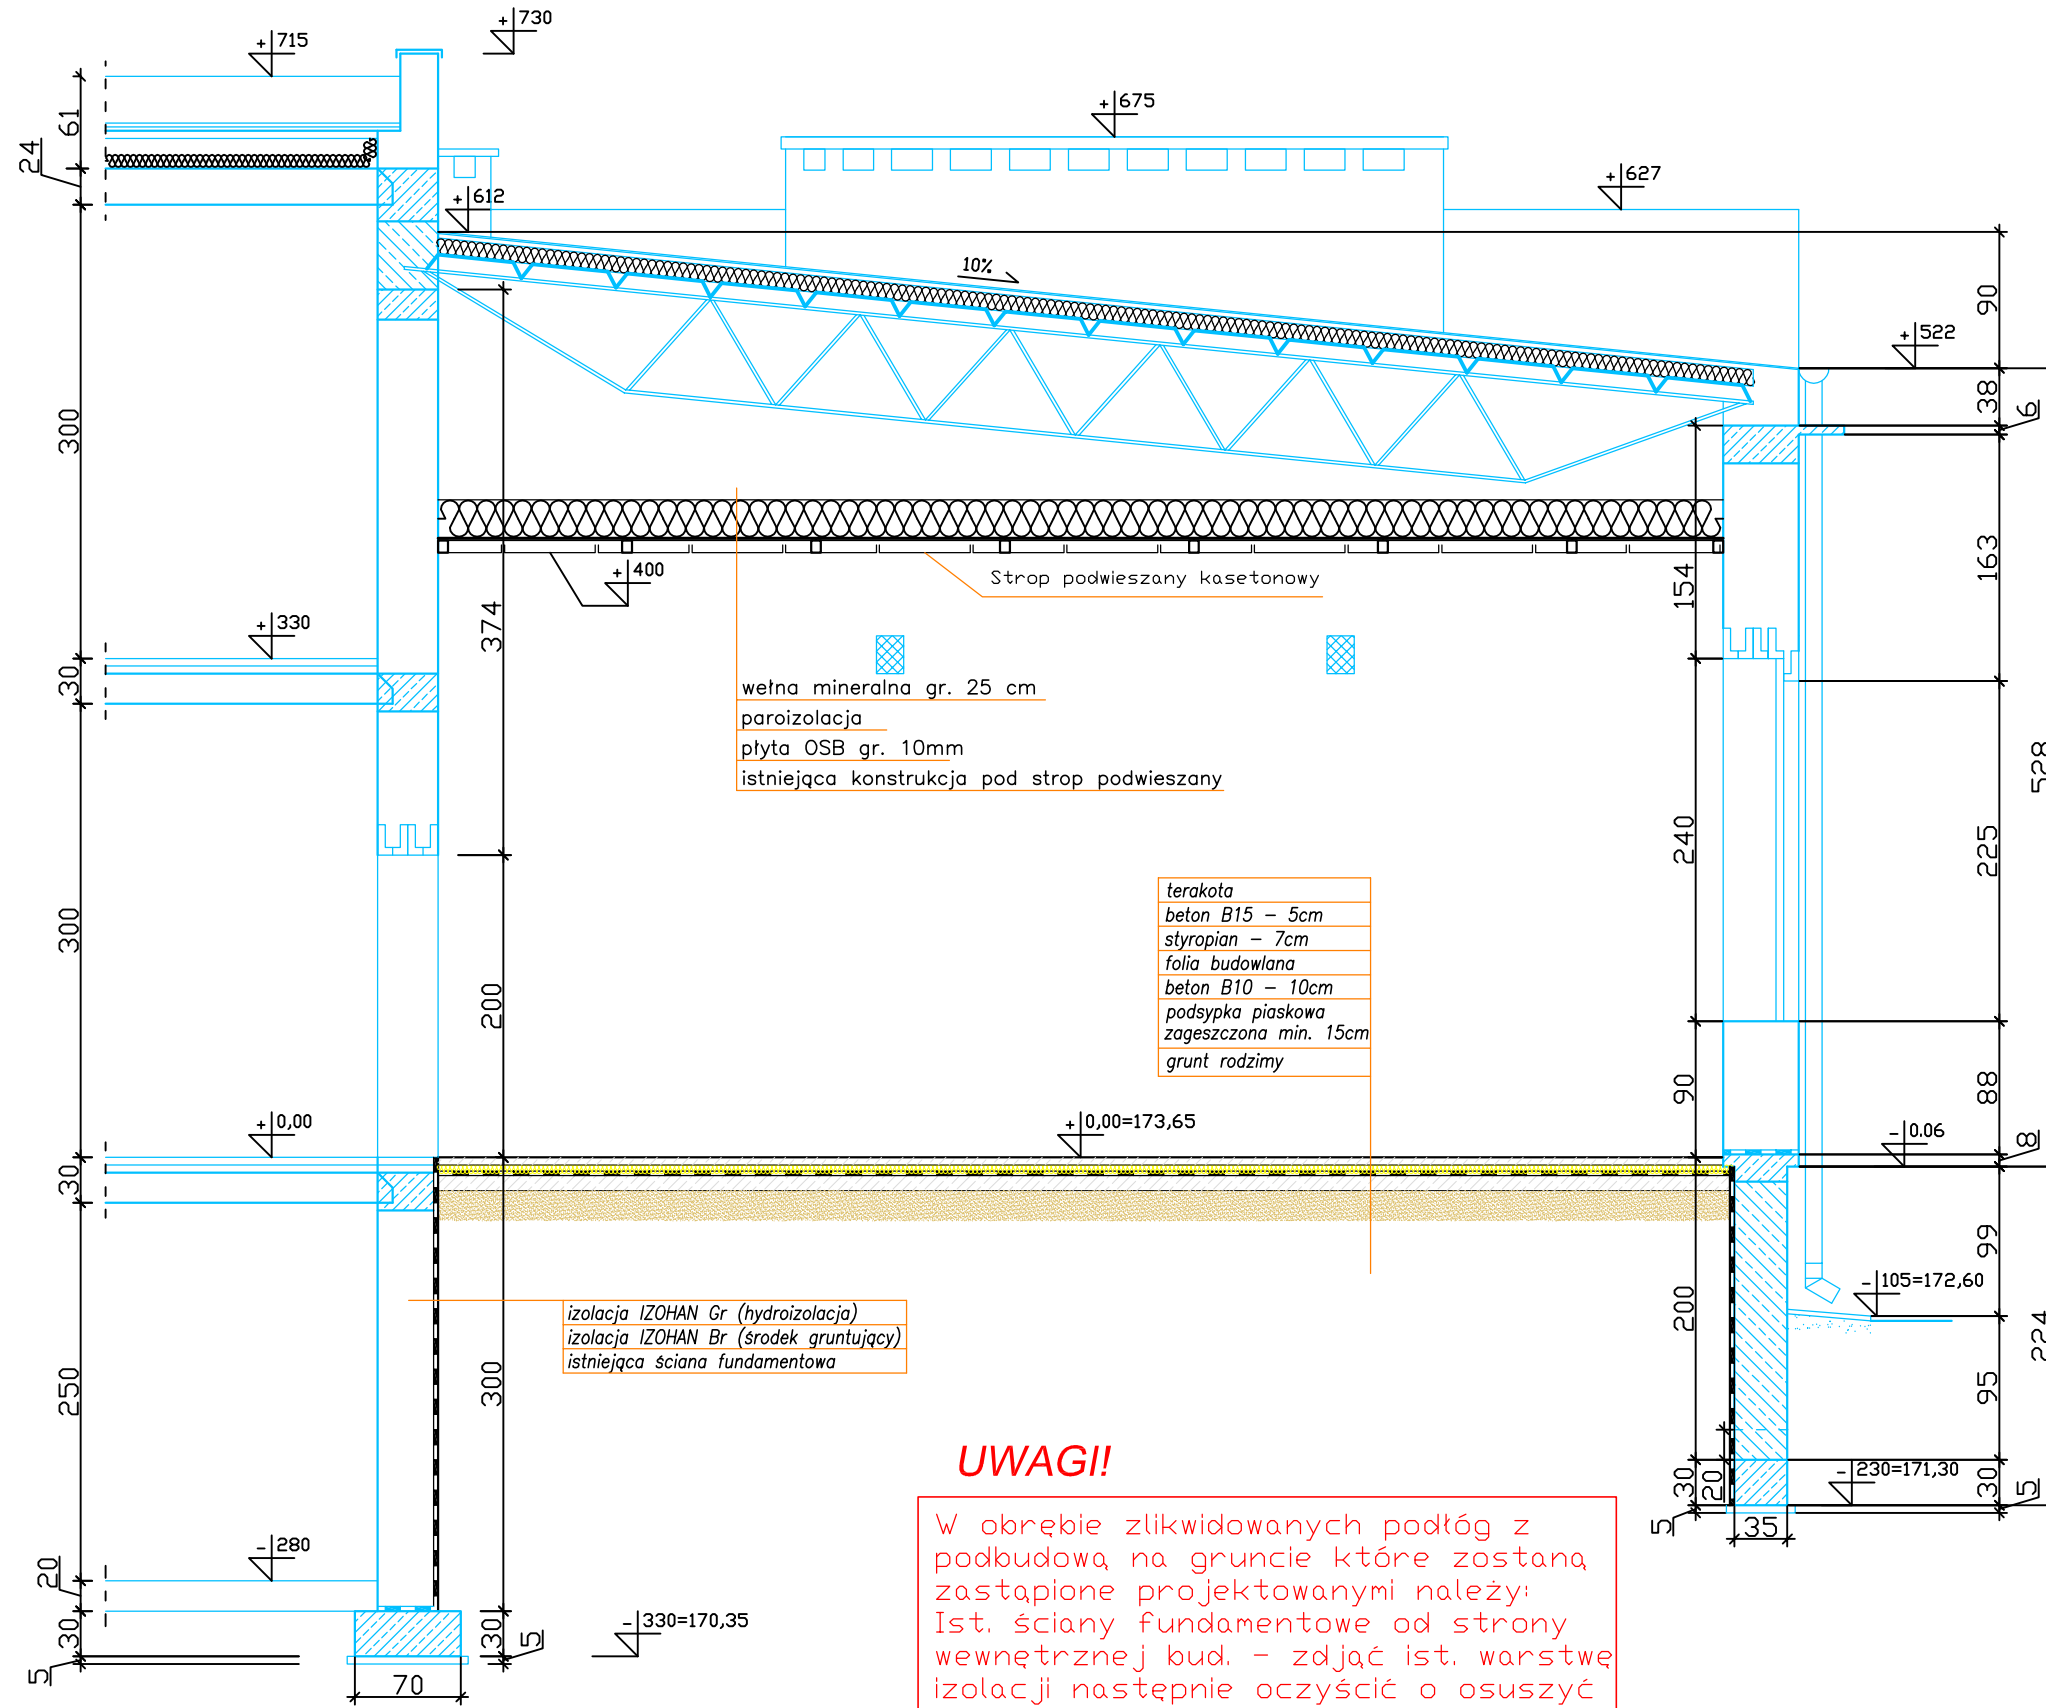 + 730
+ 715
+ 675
+ 627
+ 612
61
24
10%
90
+ 522
38
6
300
163
154
+ 400
Strop podwieszany kasetonowy
374
+ 330
30
wełna mineralna gr. 25 cm
paroizolacja
płyta OSB gr. 10mm
istniejąca konstrukcja pod strop podwieszany
528
240
225
terakota
beton B15 - 5cm
styropian - 7cm
folia budowlana
beton B10 - 10cm
podsypka piaskowa
zageszczona min. 15cm
grunt rodzimy
300
200
90
88
+ 0,00
+ 0,00=173,65
- 0.06
8
30
99
- 105=172,60
izolacja IZOHAN Gr (hydroizolacja)
izolacja IZOHAN Br (środek gruntujący)
istniejąca ściana fundamentowa
200
224
250
300
95
UWAGI!
- 230=171,30
30
20
30
5
5
35
W obrębie zlikwidowanych podłóg z
podbudową na gruncie które zostaną
zastąpione projektowanymi należy:
Ist. ściany fundamentowe od strony
wewnętrznej bud. - zdjąć ist. warstwę
izolacji następnie oczyścić o osuszyć
- 280
20
30
5
30
5
- 330=170,35
70